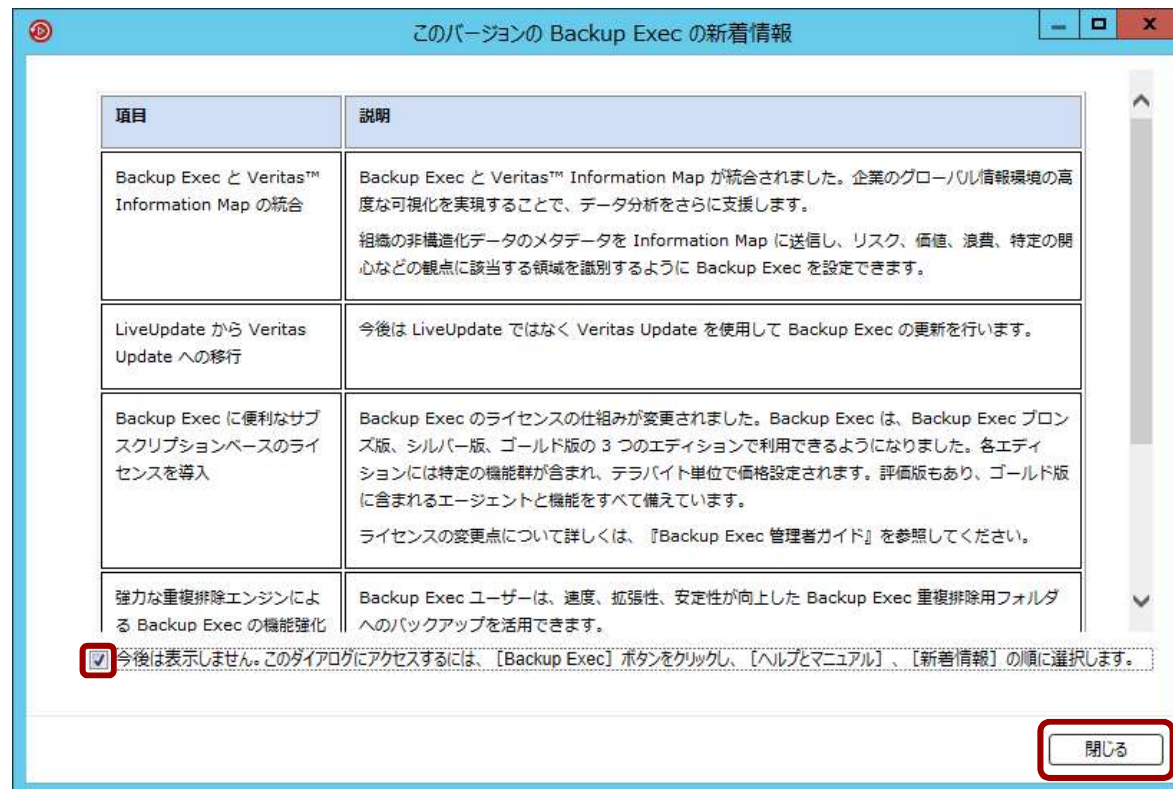 このバージョンの Backup Exec の新着情報
項目
説明
Backup Exec と Veritas™
Information Map の統合
Backup Exec と Veritas™ Information Map が統合されました。企業のグローバル情報環境の高
度な可視化を実現することで、データ分析をさらに支援します。
組織の非構造化データのメタデータを Information Map に送信し、リスク、価値、浪費、特定の関
心などの観点に該当する領域を識別するように Backup Exec を設定できます。
LiveUpdate から Veritas
Update への移行
今後は LiveUpdate ではなく Veritas Update を使用して Backup Exec の更新を行います。
Backup Exec に便利なサブ
スクリプションベースのライ
センスを導入
Backup Exec のライセンスの仕組みが変更されました。Backup Exec は、Backup Exec ブロン
ズ版、シルバー版、ゴールド版の 3 つのエディションで利用できるようになりました。各エディ
ションには特定の機能群が含まれ、テラバイト単位で価格設定されます。評価版もあり、ゴールド版
に含まれるエージェントと機能をすべて備えています。
ライセンスの変更点について詳しくは、『Backup Exec 管理者ガイド』を参照してください。
強力な重複排除エンジンによ
る Backup Exec の機能強化
Backup Exec ユーザーは、速度、拡張性、安定性が向上した Backup Exec 重複排除用フォルダ
へのバックアップを活用できます。
今後は表示しません。このダイアログにアクセスするには、［Backup Exec］ボタンをクリックし、［ヘルプとマニュアル］、［新着情報］の順に選択します。
閉じる